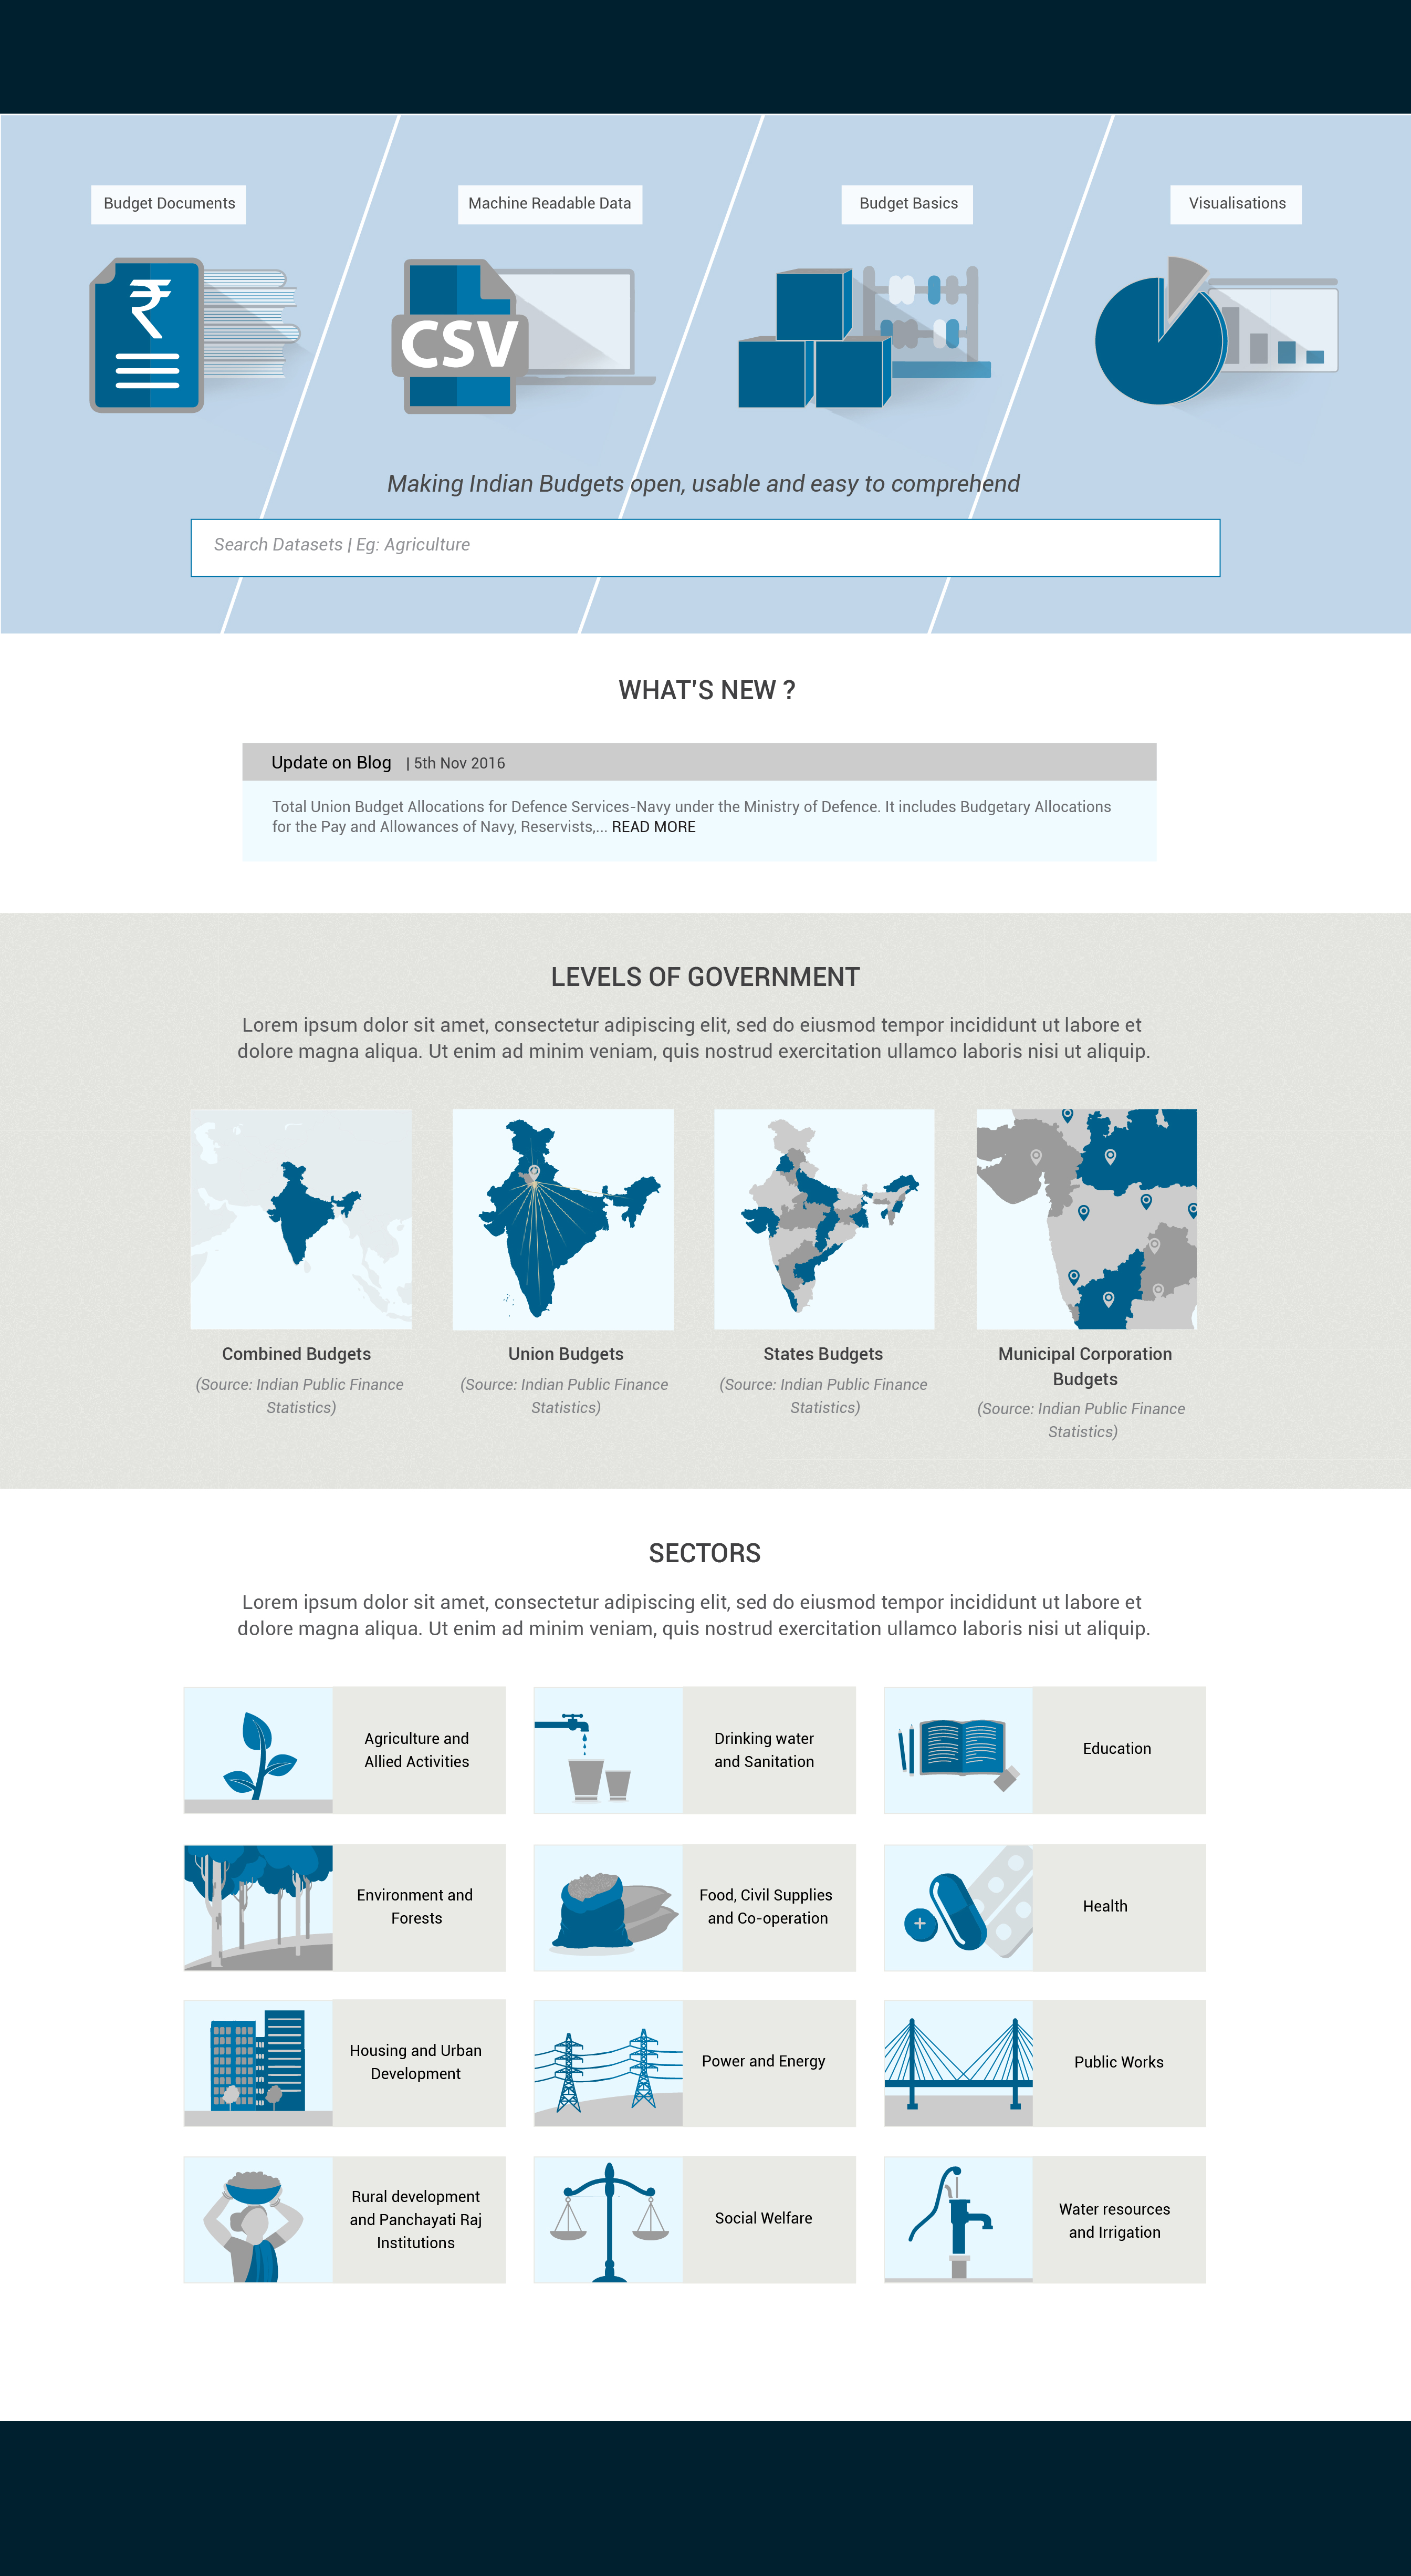 Budget Documents
Machine Readable Data
Budget Basics
Visualisations
₹
CSV
Making Indian Budgets open, usable and easy to comprehend
Search Datasets | Eg: Agriculture
WHAT'S NEW ?
Update on Blog | 5th Nov 2016
Total Union Budget Allocations for Defence Services-Navy under the Ministry of Defence. It includes Budgetary Allocations
for the Pay and Allowances of Navy, Reservists,... READ MORE
LEVELS OF GOVERNMENT
Lorem ipsum dolor sit amet, consectetur adipiscing elit, sed do eiusmod tempor incididunt ut labore et
dolore magna aliqua. Ut enim ad minim veniam, quis nostrud exercitation ullamco laboris nisi ut aliquip.
Combined Budgets
(Source: Indian Public Finance
Statistics)
Union Budgets
(Source: Indian Public Finance
Statistics)
States Budgets
(Source: Indian Public Finance
Statistics)
Municipal Corporation
Budgets
(Source: Indian Public Finance
Statistics)
SECTORS
Lorem ipsum dolor sit amet, consectetur adipiscing elit, sed do eiusmod tempor incididunt ut labore et
dolore magna aliqua. Ut enim ad minim veniam, quis nostrud exercitation ullamco laboris nisi ut aliquip.
Agriculture and
Allied Activities
Drinking water
and Sanitation
Education
Environment and
Forests
Food, Civil Supplies
and Co-operation
Health
Housing and Urban
Development
Power and Energy
Public Works
Rural development
and Panchayati Raj
Institutions
Social Welfare
Water resources
and Irrigation